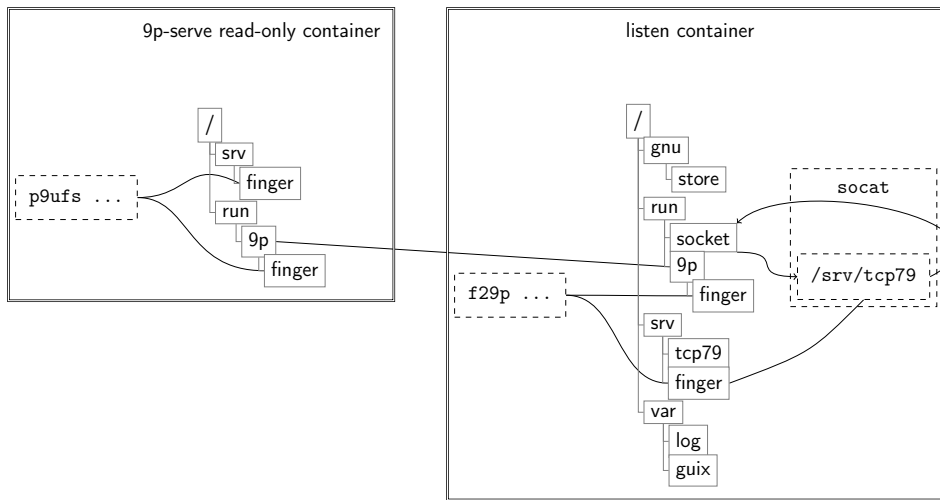 9p-serve read-only container
/
srv
finger
p9ufs ...
run
9p
finger
listen container
/
gnu
store
run
socket
9p
finger
f29p ...
srv
tcp79
finger
var
log
guix
socat
/srv/tcp79